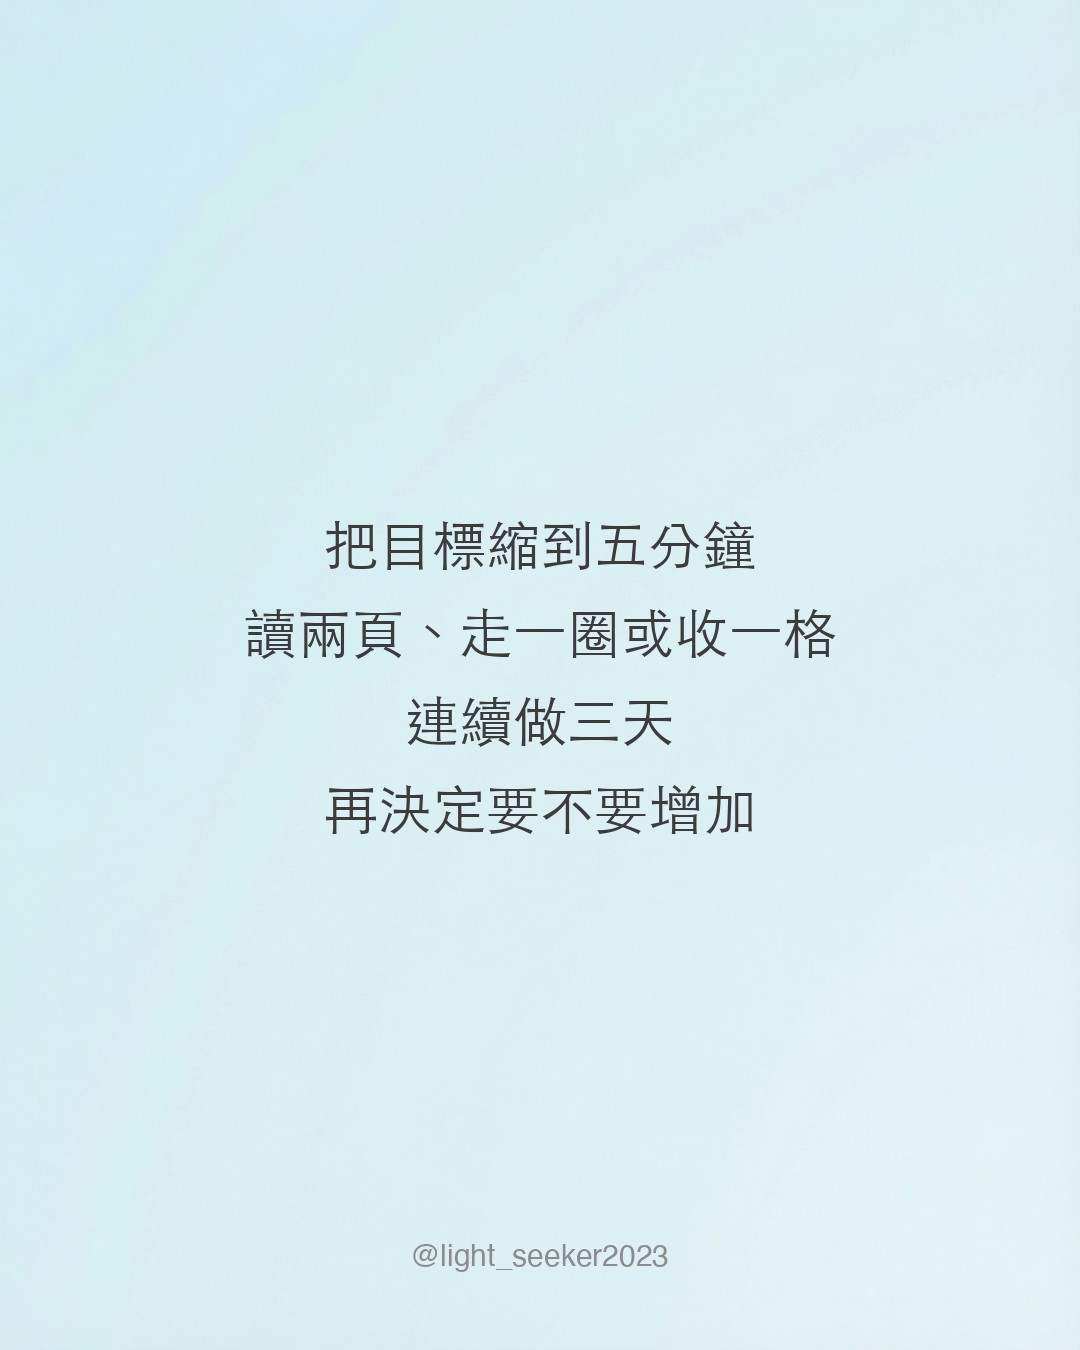 把目標縮到五分鐘
讀兩頁、走一圈或收一格
連續做三天
再決定要不要增加
@light_seeker2023